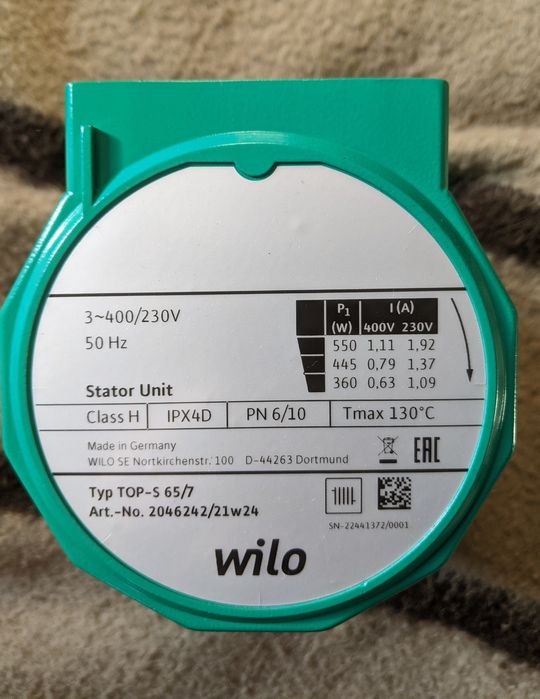 3~400/230V
50 Hz
P1 I (A)
(W) 400V 230V
550 1,11 1,92
445 0,79 1,37
360 0,63 1,09
Stator Unit
Class H IPX4D PN 6/10 Tmax 130°C
Made in Germany
WILO SE Nortkirchenstr. 100 D-44263 Dortmund
EAC
Typ TOP-S 65/7
Art.-No. 2046242/21w24
SN-22441372/0001
wilo